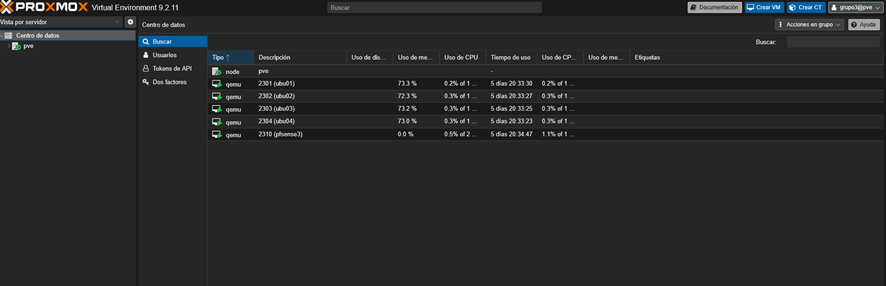 PROXMOX Virtual Environment 9.2.11 Buscar Documentación Crear VM Crear CT grupo3@pve
Vista por servidor Centro de datos Acciones en grupo Ayuda
Centro de datos Buscar Buscar:
pve Usuarios
Tokens de API
Dos factores
Tipo ↑ Descripción Uso de dis... Uso de me... Uso de CPU Tiempo de uso Uso de CP... Uso de me... Etiquetas
node pve -
qemu 2301 (ubu01) 73.3 % 0.2% of 1 ... 5 días 20:33:30 0.2% of 1 ...
qemu 2302 (ubu02) 72.3 % 0.3% of 1 ... 5 días 20:33:27 0.3% of 1 ...
qemu 2303 (ubu03) 73.2 % 0.3% of 1 ... 5 días 20:33:25 0.3% of 1 ...
qemu 2304 (ubu04) 73.0 % 0.3% of 1 ... 5 días 20:33:23 0.3% of 1 ...
qemu 2310 (pfsense3) 0.0 % 0.5% of 2 ... 5 días 20:34:47 1.1% of 1 ...